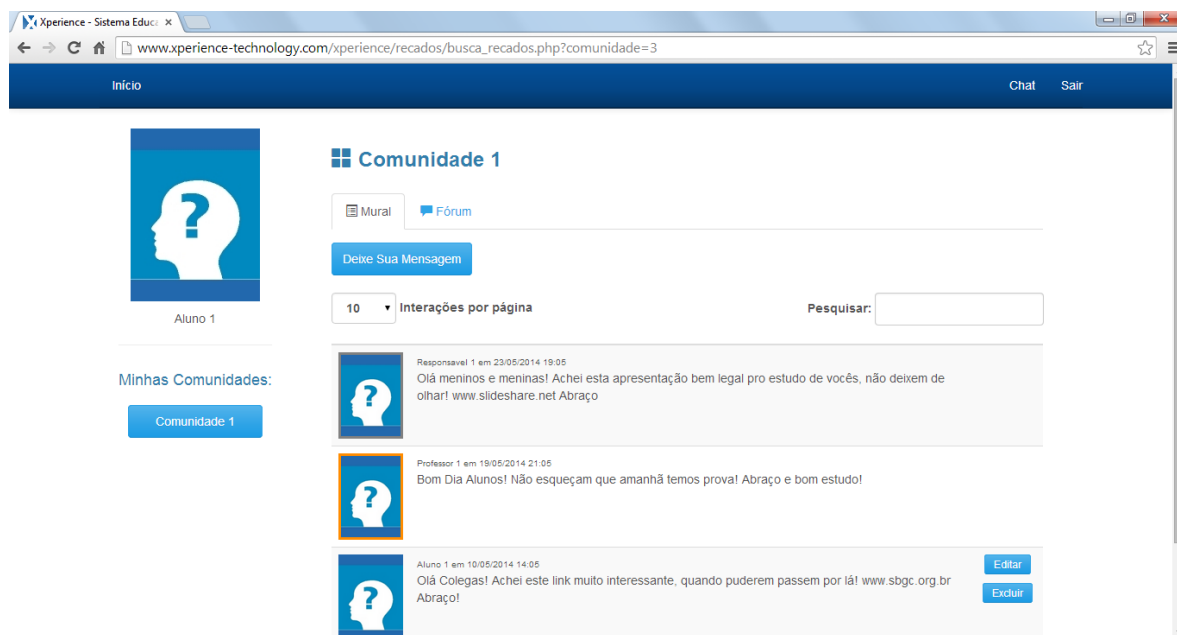 Xperience - Sistema Educa
www.xperience-technology.com/xperience/recados/busca_recados.php?comunidade=3
Início
Chat
Sair
Aluno 1
Minhas Comunidades:
Comunidade 1
Comunidade 1
Mural
Fórum
Deixe Sua Mensagem
10
Interações por página
Pesquisar:
Responsavel 1 em 23/05/2014 19:05
Olá meninos e meninas! Achei esta apresentação bem legal pro estudo de vocês, não deixem de
olhar! www.slideshare.net Abraço
Professor 1 em 19/05/2014 21:05
Bom Dia Alunos! Não esqueçam que amanhã temos prova! Abraço e bom estudo!
Aluno 1 em 10/05/2014 14:05
Olá Colegas! Achei este link muito interessante, quando puderem passem por lá! www.sbgc.org.br
Abraço!
Editar
Excluir